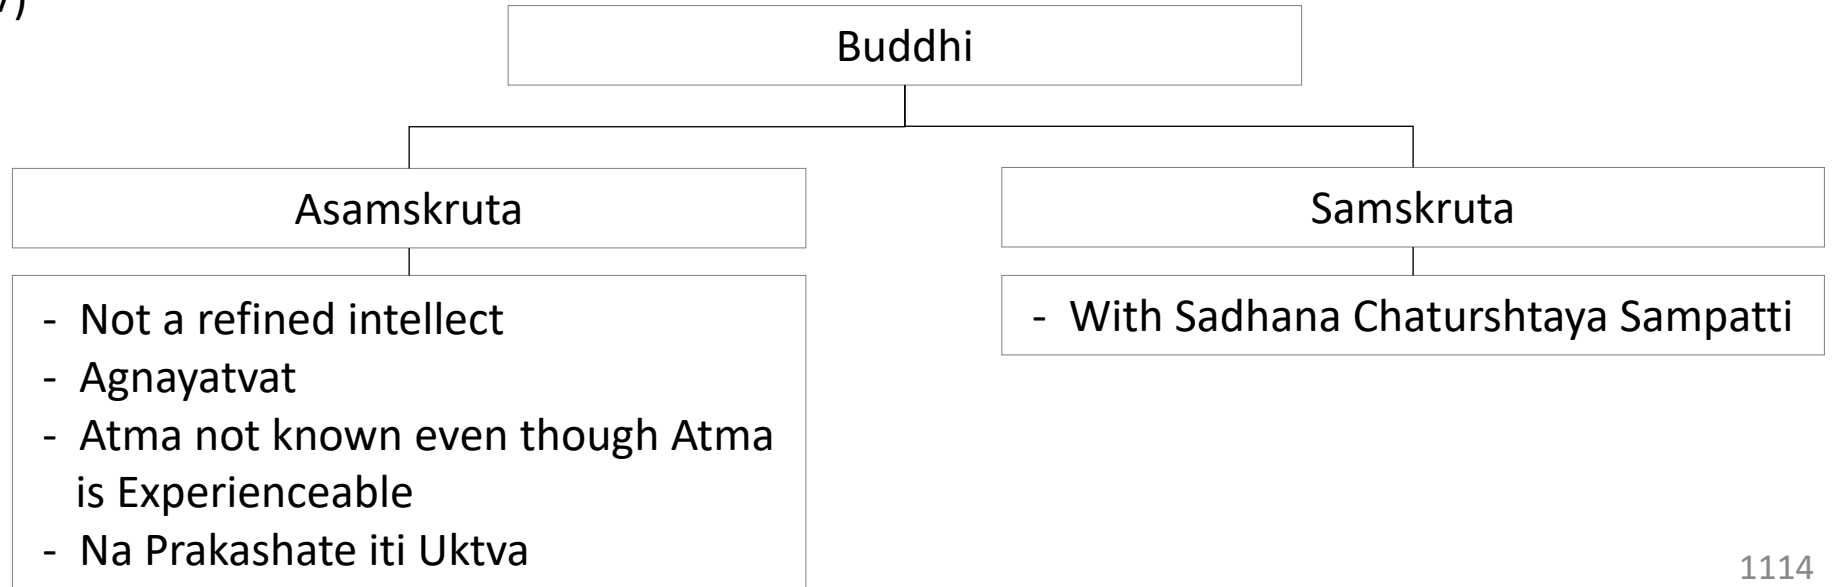 Buddhi
Asamskruta
Samskruta
- Not a refined intellect
- Agnayatvat
- Atma not known even though Atma
is Experienceable
- Na Prakashate iti Uktva
- With Sadhana Chaturshtaya Sampatti
1114